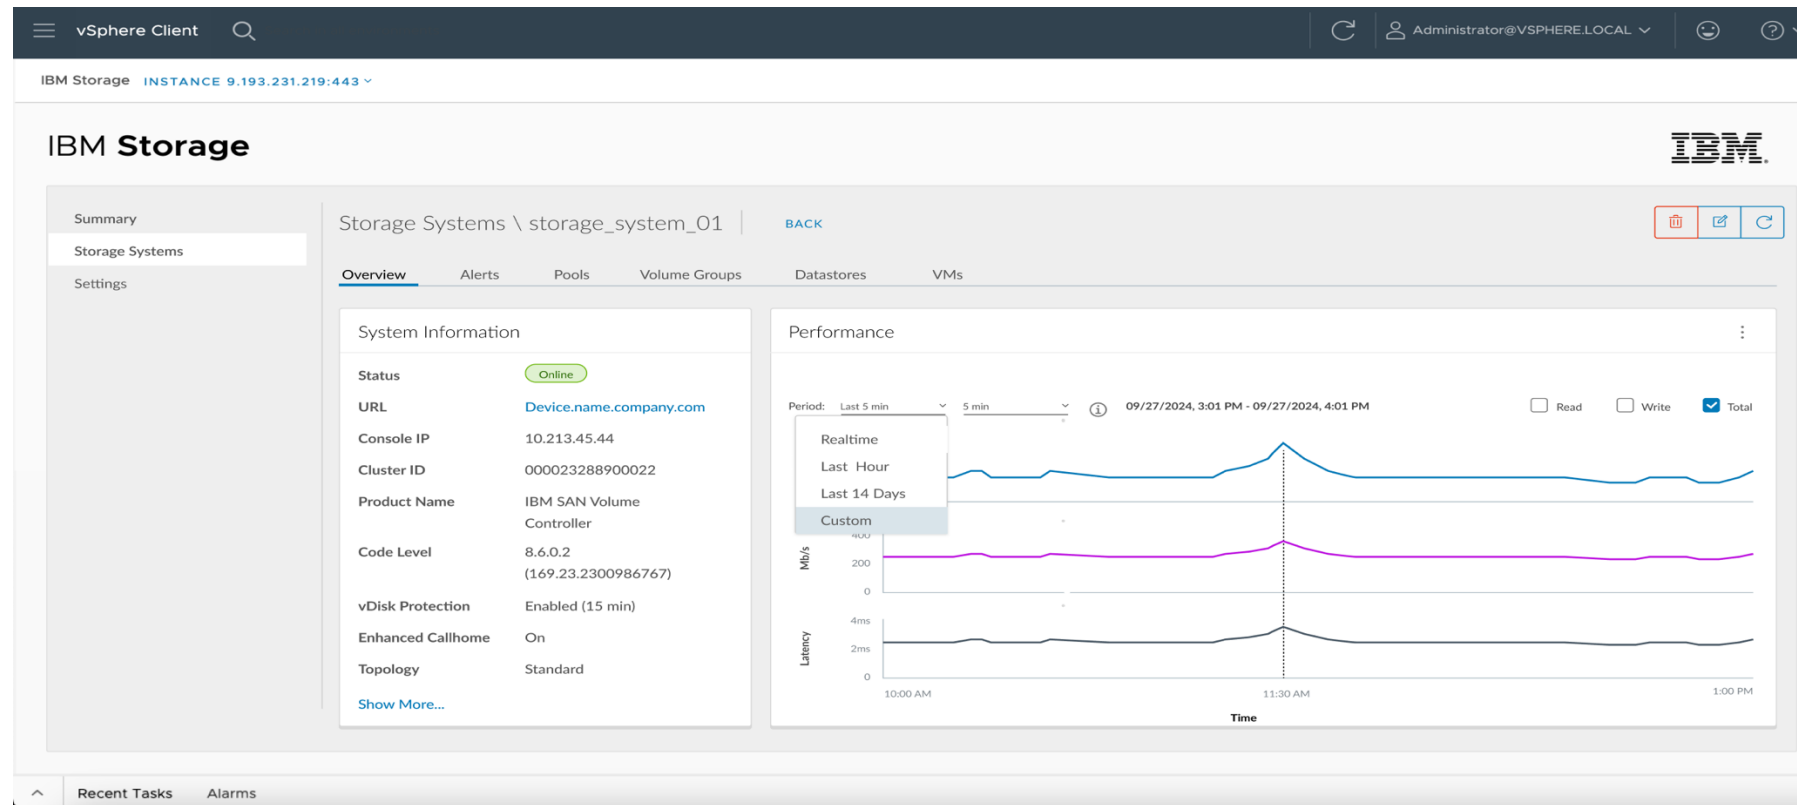 vSphere Client
Administrator@VSPHERE.LOCAL
IBM Storage INSTANCE 9.193.231.219:443
IBM Storage
IBM
Summary
Storage Systems
Settings
Storage Systems \ storage_system_01 BACK
Overview Alerts Pools Volume Groups Datastores VMs
System Information
Status Online
URL Device.name.company.com
Console IP 10.213.45.44
Cluster ID 000023288900022
Product Name IBM SAN Volume
Controller
Code Level 8.6.0.2
(169.23.2300986767)
vDisk Protection Enabled (15 min)
Enhanced Callhome On
Topology Standard
Show More...
Performance
Period: Last 5 min 5 min 09/27/2024, 3:01 PM - 09/27/2024, 4:01 PM Read Write Total
Realtime
Last Hour
Last 14 Days
Custom
400
Mb/s
200
0
4ms
Latency
2ms
0
10:00 AM 11:30 AM 1:00 PM
Time
Recent Tasks Alarms